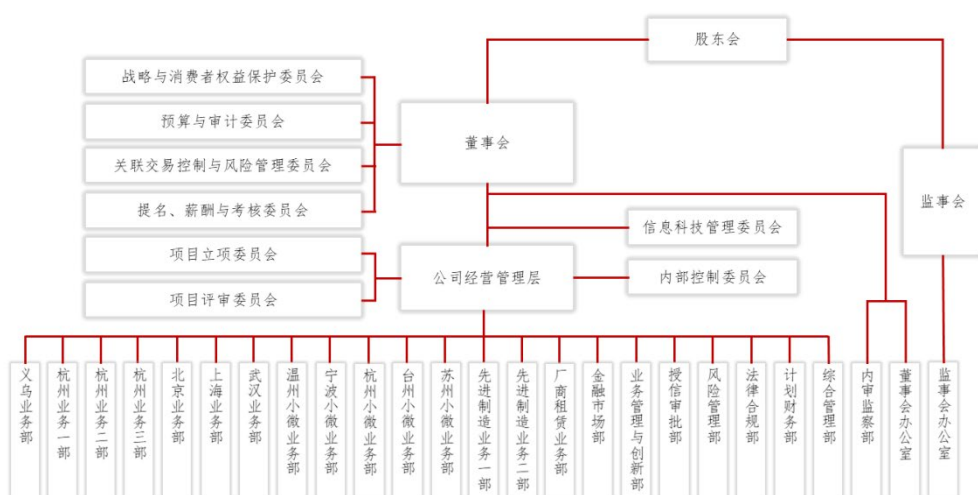 股东会
战略与消费者权益保护委员会
预算与审计委员会
董事会
关联交易控制与风险管理委员会
监事会
提名、薪酬与考核委员会
信息科技管理委员会
项目立项委员会
公司经营管理层
内部控制委员会
项目评审委员会
义乌业务部
杭州业务一部
杭州业务二部
杭州业务三部
北京业务部
上海业务部
武汉业务部
温州小微业务部
宁波小微业务部
杭州小微业务部
台州小微业务部
苏州小微业务部
先进制造业务一部
先进制造业务二部
厂商租赁业务部
金融市场部
业务管理与创新部
授信审批部
风险管理部
法律合规部
计划财务部
综合管理部
内审监察部
董事会办公室
监事会办公室